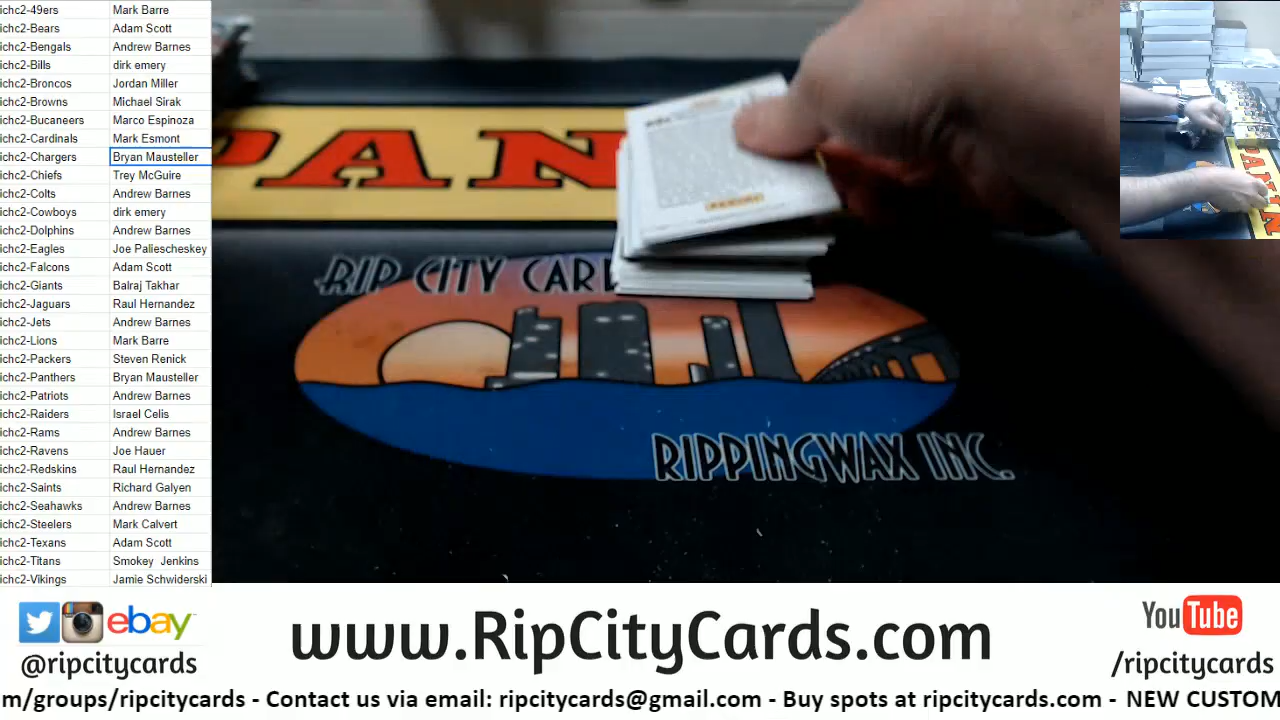 ichc2-49ers Mark Barre
ichc2-Bears Adam Scott
ichc2-Bengals Andrew Barnes
ichc2-Bills dirk emery
ichc2-Broncos Jordan Miller
ichc2-Browns Michael Sirak
ichc2-Bucaneers Marco Espinoza
ichc2-Cardinals Mark Esmont
ichc2-Chargers Bryan Mausteller
ichc2-Chiefs Trey McGuire
ichc2-Colts Andrew Barnes
ichc2-Cowboys dirk emery
ichc2-Dolphins Andrew Barnes
ichc2-Eagles Joe Paliescheskey
ichc2-Falcons Adam Scott
ichc2-Giants Balraj Takhar
ichc2-Jaguars Raul Hernandez
ichc2-Jets Andrew Barnes
ichc2-Lions Mark Barre
ichc2-Packers Steven Renick
ichc2-Panthers Bryan Mausteller
ichc2-Patriots Andrew Barnes
ichc2-Raiders Israel Celis
ichc2-Rams Andrew Barnes
ichc2-Ravens Joe Hauer
ichc2-Redskins Raul Hernandez
ichc2-Saints Richard Galyen
ichc2-Seahawks Andrew Barnes
ichc2-Steelers Mark Calvert
ichc2-Texans Adam Scott
ichc2-Titans Smokey Jenkins
ichc2-Vikings Jamie Schwiderski
PAN
RIP CITY CAR
RIPPINGWAX INC.
ebay
@ripcitycards
www.RipCityCards.com
YouTube
/ripcitycards
m/groups/ripcitycards - Contact us via email: ripcitycards@gmail.com - Buy spots at ripcitycards.com - NEW CUSTOM